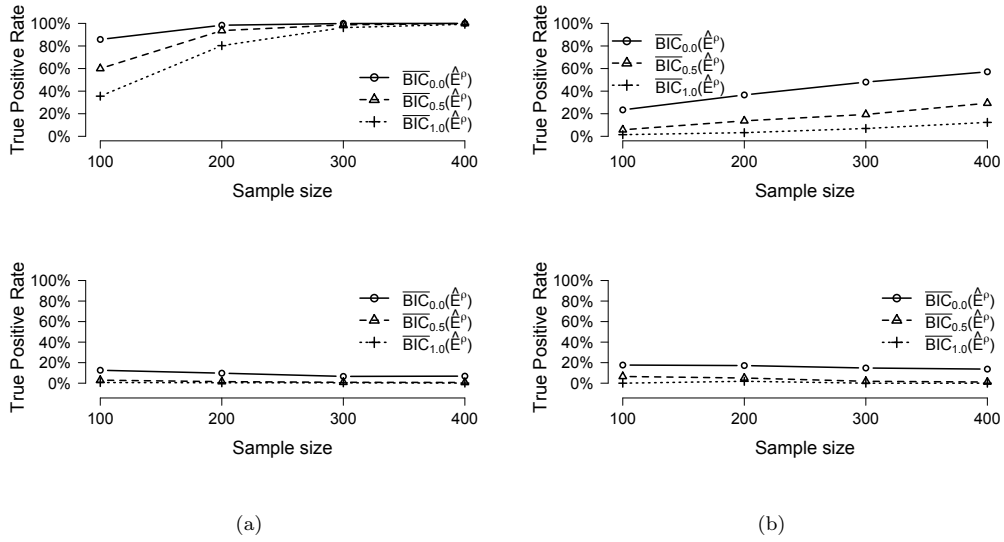 True Positive Rate
100%
80%
60%
40%
20%
0%
BIC0.0(Ê^ρ)
BIC0.5(Ê^ρ)
BIC1.0(Ê^ρ)
100 200 300 400
Sample size
True Positive Rate
100%
80%
60%
40%
20%
0%
BIC0.0(Ê^ρ)
BIC0.5(Ê^ρ)
BIC1.0(Ê^ρ)
100 200 300 400
Sample size
True Positive Rate
100%
80%
60%
40%
20%
0%
BIC0.0(Ê^ρ)
BIC0.5(Ê^ρ)
BIC1.0(Ê^ρ)
100 200 300 400
Sample size
True Positive Rate
100%
80%
60%
40%
20%
0%
BIC0.0(Ê^ρ)
BIC0.5(Ê^ρ)
BIC1.0(Ê^ρ)
100 200 300 400
Sample size
(a)
(b)